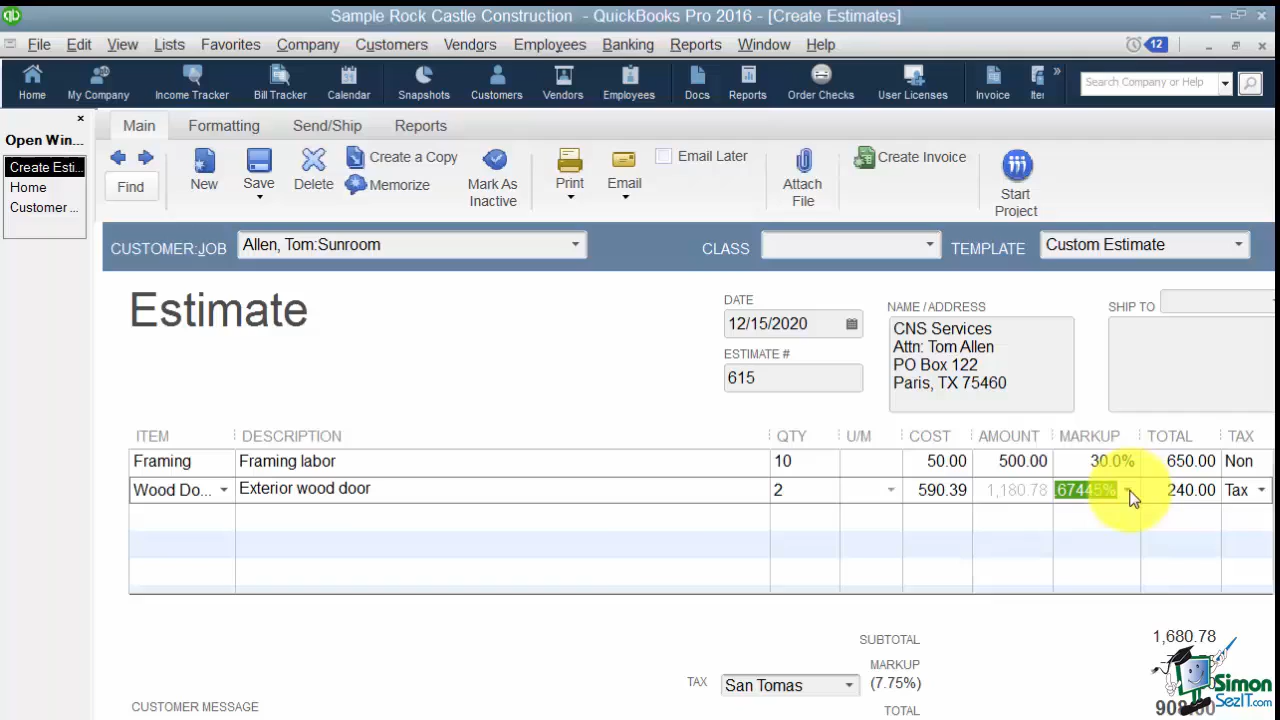 Sample Rock Castle Construction - QuickBooks Pro 2016 - [Create Estimates]
File Edit View Lists Favorites Company Customers Vendors Employees Banking Reports Window Help 12
Home My Company Income Tracker Bill Tracker Calendar Snapshots Customers Vendors Employees Docs Reports Order Checks User Licenses Invoice Search Company or Help
Main Formatting Send/Ship Reports
Open Win...
Create Esti...
Home
Customer ...
Find New Save Delete Create a Copy Memorize Mark As Inactive Print Email Email Later Attach File Create Invoice Start Project
CUSTOMER:JOB Allen, Tom:Sunroom CLASS TEMPLATE Custom Estimate
Estimate
DATE
12/15/2020
ESTIMATE #
615
NAME / ADDRESS
CNS Services
Attn: Tom Allen
PO Box 122
Paris, TX 75460
SHIP TO
ITEM DESCRIPTION QTY U/M COST AMOUNT MARKUP TOTAL TAX
Framing Framing labor 10 50.00 500.00 30.0% 650.00 Non
Wood Do... Exterior wood door 2 590.39 1,180.78 .67445% 240.00 Tax
SUBTOTAL 1,680.78
MARKUP
TAX San Tomas (7.75%)
CUSTOMER MESSAGE TOTAL
Simon
SezIT.com